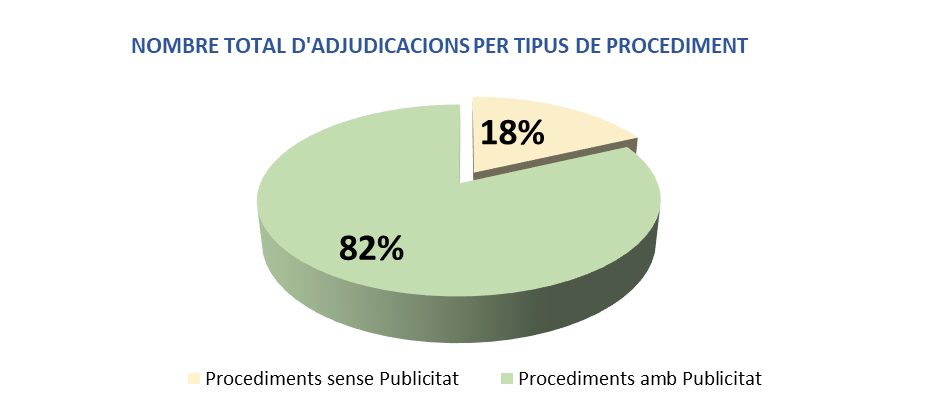 NOMBRE TOTAL D'ADJUDICACIONS PER TIPUS DE PROCEDIMENT
18%
82%
Procediments sense Publicitat
Procediments amb Publicitat